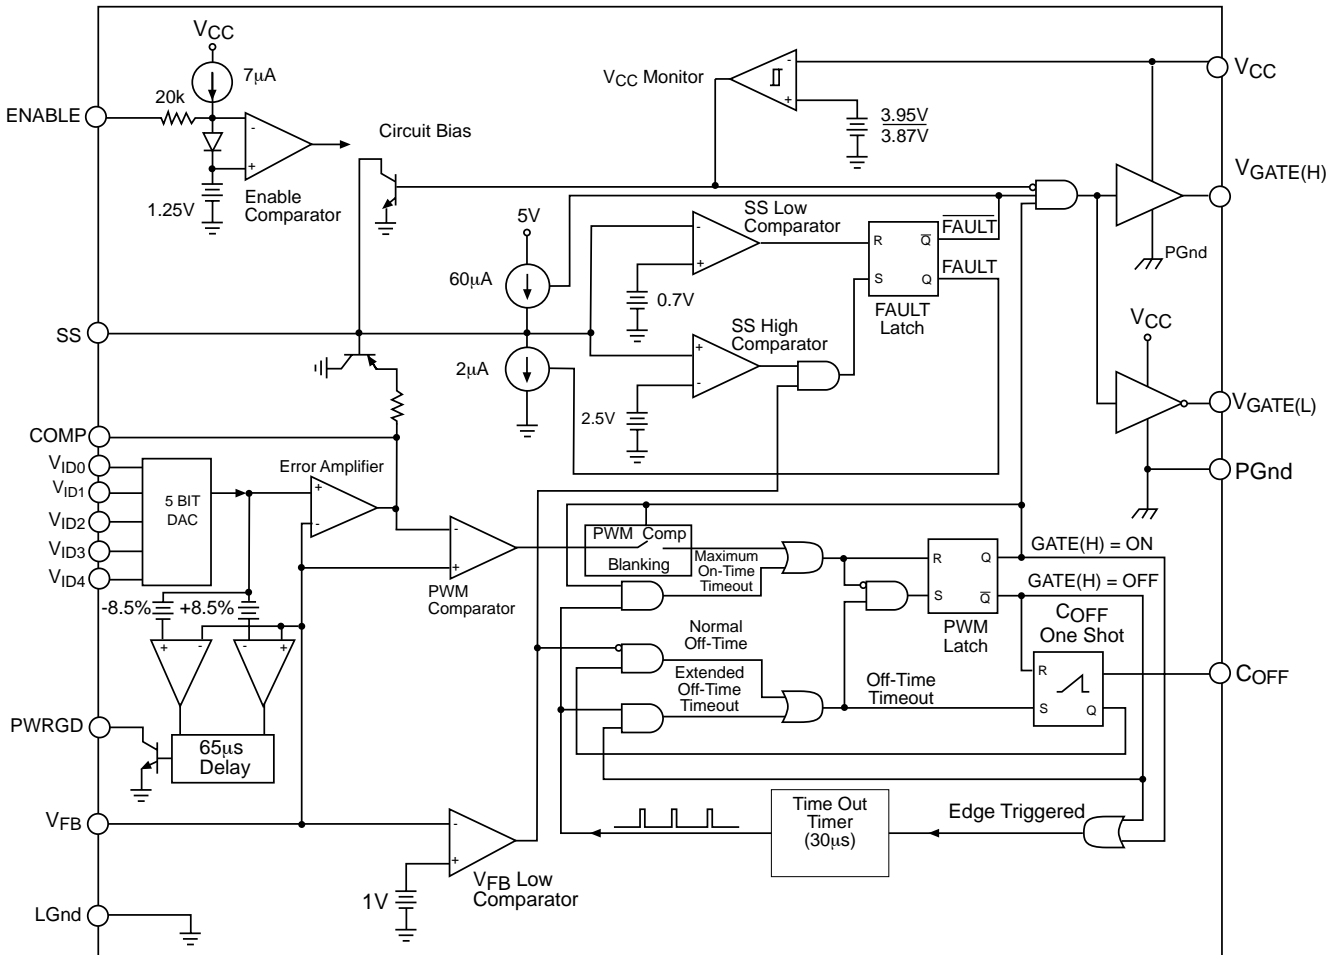 VCC
7μA
20k
ENABLE
-
+
Circuit Bias
Enable
Comparator
1.25V
VCC Monitor
-
+
3.95V
3.87V
VCC
VGATE(H)
PGnd
5V
60μA
2μA
SS Low
Comparator
-
+
0.7V
SS High
Comparator
+
-
2.5V
R
Q
S
Q
FAULT
FAULT
FAULT
Latch
SS
VCC
VGATE(L)
PGnd
COMP
VID0
VID1
VID2
VID3
VID4
5 BIT
DAC
Error Amplifier
+
-
-
+
PWM
Comparator
PWM Comp
Blanking
Maximum
On-Time
Timeout
R
Q
S
Q
PWM
Latch
GATE(H) = ON
GATE(H) = OFF
COFF
One Shot
R
S
Q
COFF
Normal
Off-Time
Extended
Off-Time
Timeout
Off-Time
Timeout
-8.5%
+8.5%
+
-
-
+
PWRGD
65μs
Delay
VFB
-
+
1V
VFB Low
Comparator
Time Out
Timer
(30μs)
Edge Triggered
LGnd